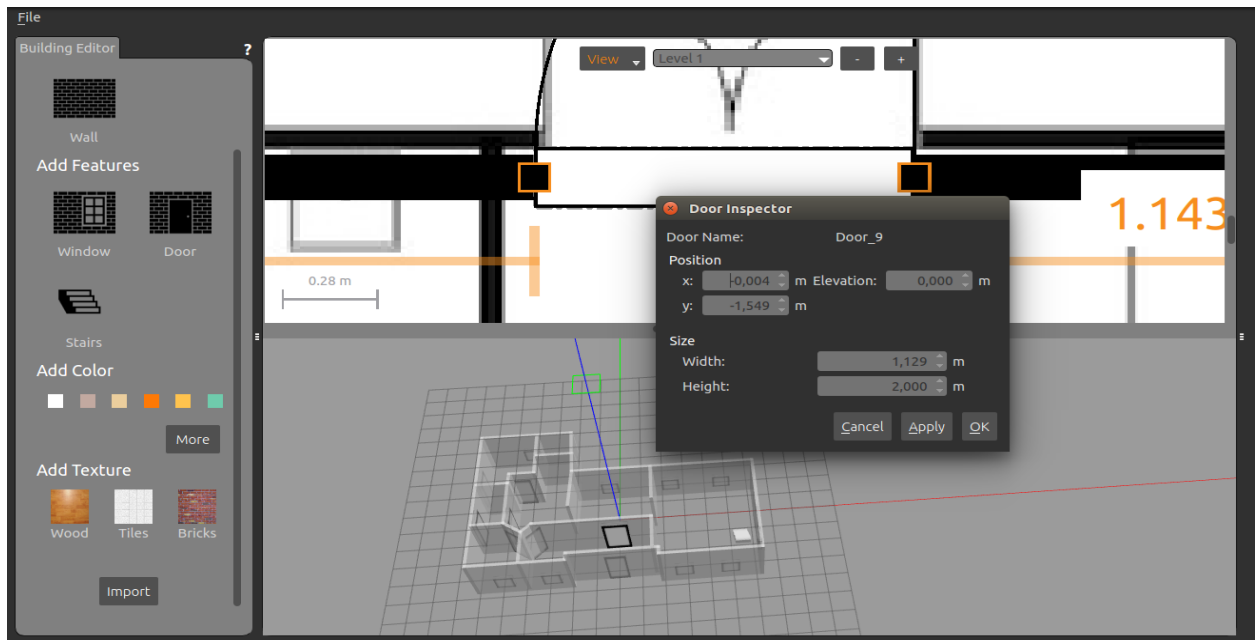 File
Building Editor
?
Wall
Add Features
Window
Door
Stairs
Add Color
More
Add Texture
Wood
Tiles
Bricks
Import
View
Level 1
-
+
0.28 m
1.143
Door Inspector
Door Name: Door_9
Position
x: -0,004 m Elevation: 0,000 m
y: -1,549 m
Size
Width: 1,129 m
Height: 2,000 m
Cancel Apply OK